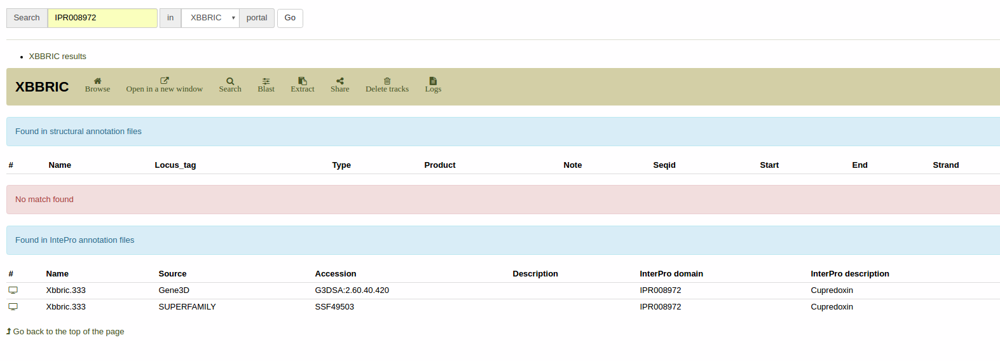 Search IPR008972 in XBBRIC portal Go
XBBRIC results
XBBRIC Browse Open in a new window Search Blast Extract Share Delete tracks Logs
Found in structural annotation files
# Name Locus_tag Type Product Note Seqid Start End Strand
No match found
Found in IntePro annotation files
# Name Source Accession Description InterPro domain InterPro description
Xbbric.333 Gene3D G3DSA:2.60.40.420 IPR008972 Cupredoxin
Xbbric.333 SUPERFAMILY SSF49503 IPR008972 Cupredoxin
Go back to the top of the page